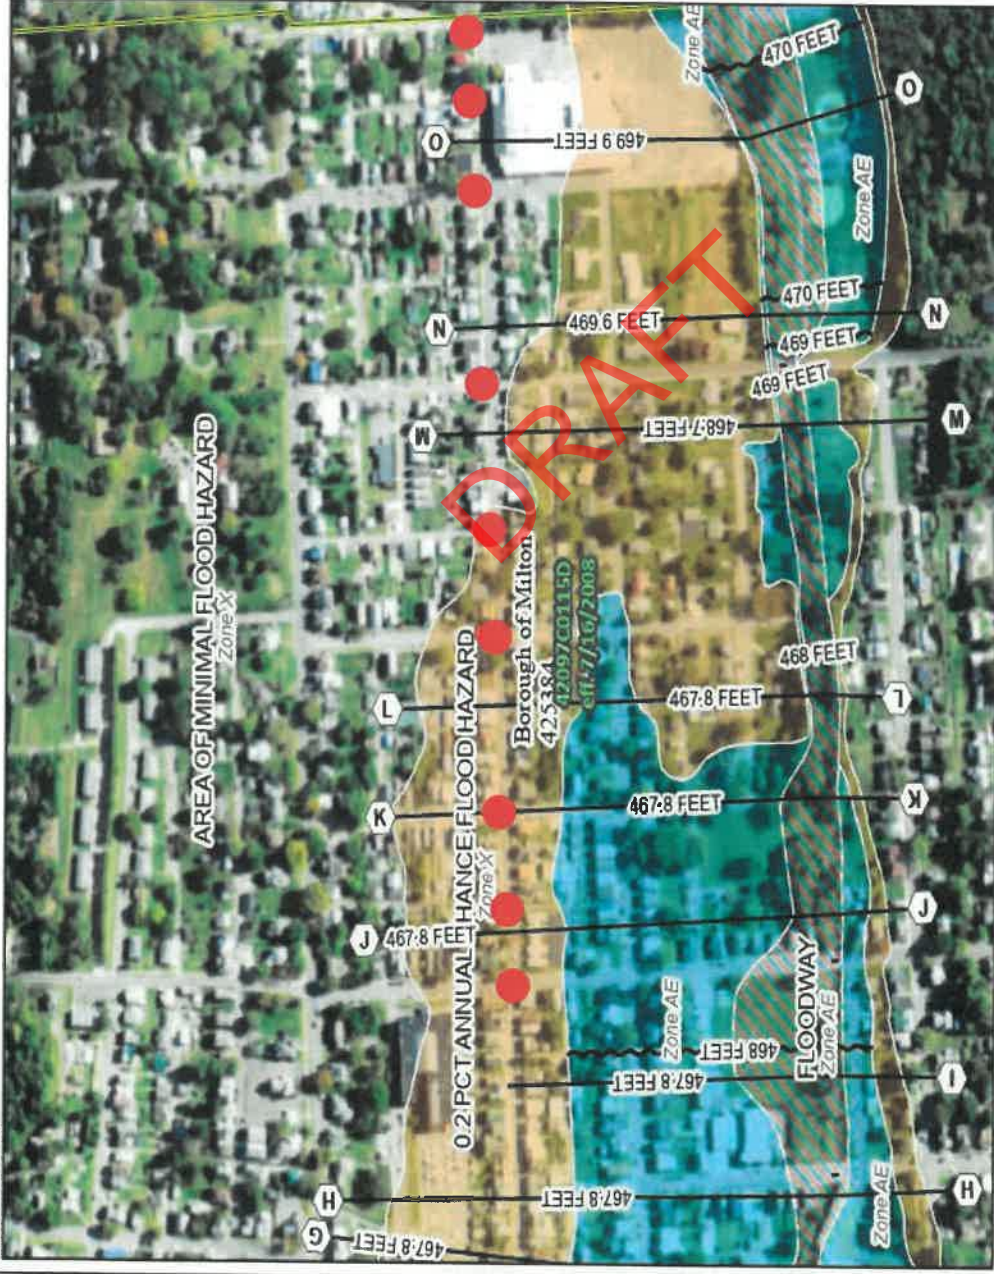 AREA OF MINIMAL FLOOD HAZARD
Zone X
0.2 PCT ANNUAL CHANCE FLOOD HAZARD
Zone X
Borough of Milton
425384
42097C0115D
eff. 7/16/2008
DRAFT
Zone AE
470 FEET
O
469.9 FEET
O
Zone AE
470 FEET
N
469.6 FEET
N
469 FEET
469 FEET
M
468.7 FEET
M
468 FEET
L
467.8 FEET
L
K
467.8 FEET
K
J
467.8 FEET
J
FLOODWAY
Zone AE
Zone AE
468 FEET
467.8 FEET
I
H
467.8 FEET
H
G
467.8 FEET
Zone AE